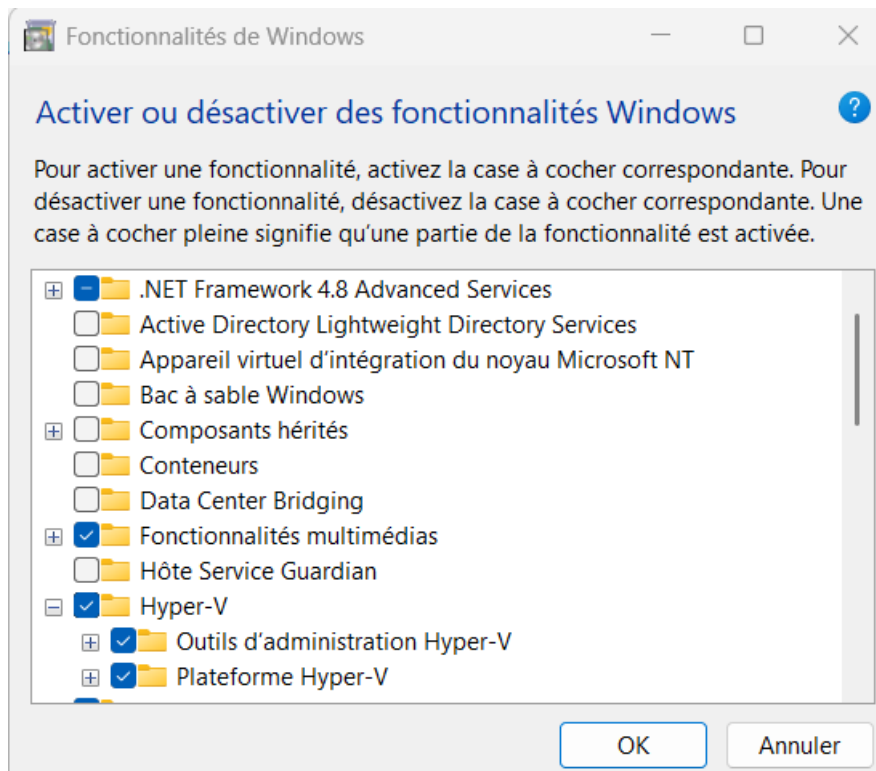 Fonctionnalités de Windows
Activer ou désactiver des fonctionnalités Windows
?
Pour activer une fonctionnalité, activez la case à cocher correspondante. Pour
désactiver une fonctionnalité, désactivez la case à cocher correspondante. Une
case à cocher pleine signifie qu'une partie de la fonctionnalité est activée.
.NET Framework 4.8 Advanced Services
Active Directory Lightweight Directory Services
Appareil virtuel d'intégration du noyau Microsoft NT
Bac à sable Windows
Composants hérités
Conteneurs
Data Center Bridging
Fonctionnalités multimédias
Hôte Service Guardian
Hyper-V
Outils d'administration Hyper-V
Plateforme Hyper-V
OK
Annuler